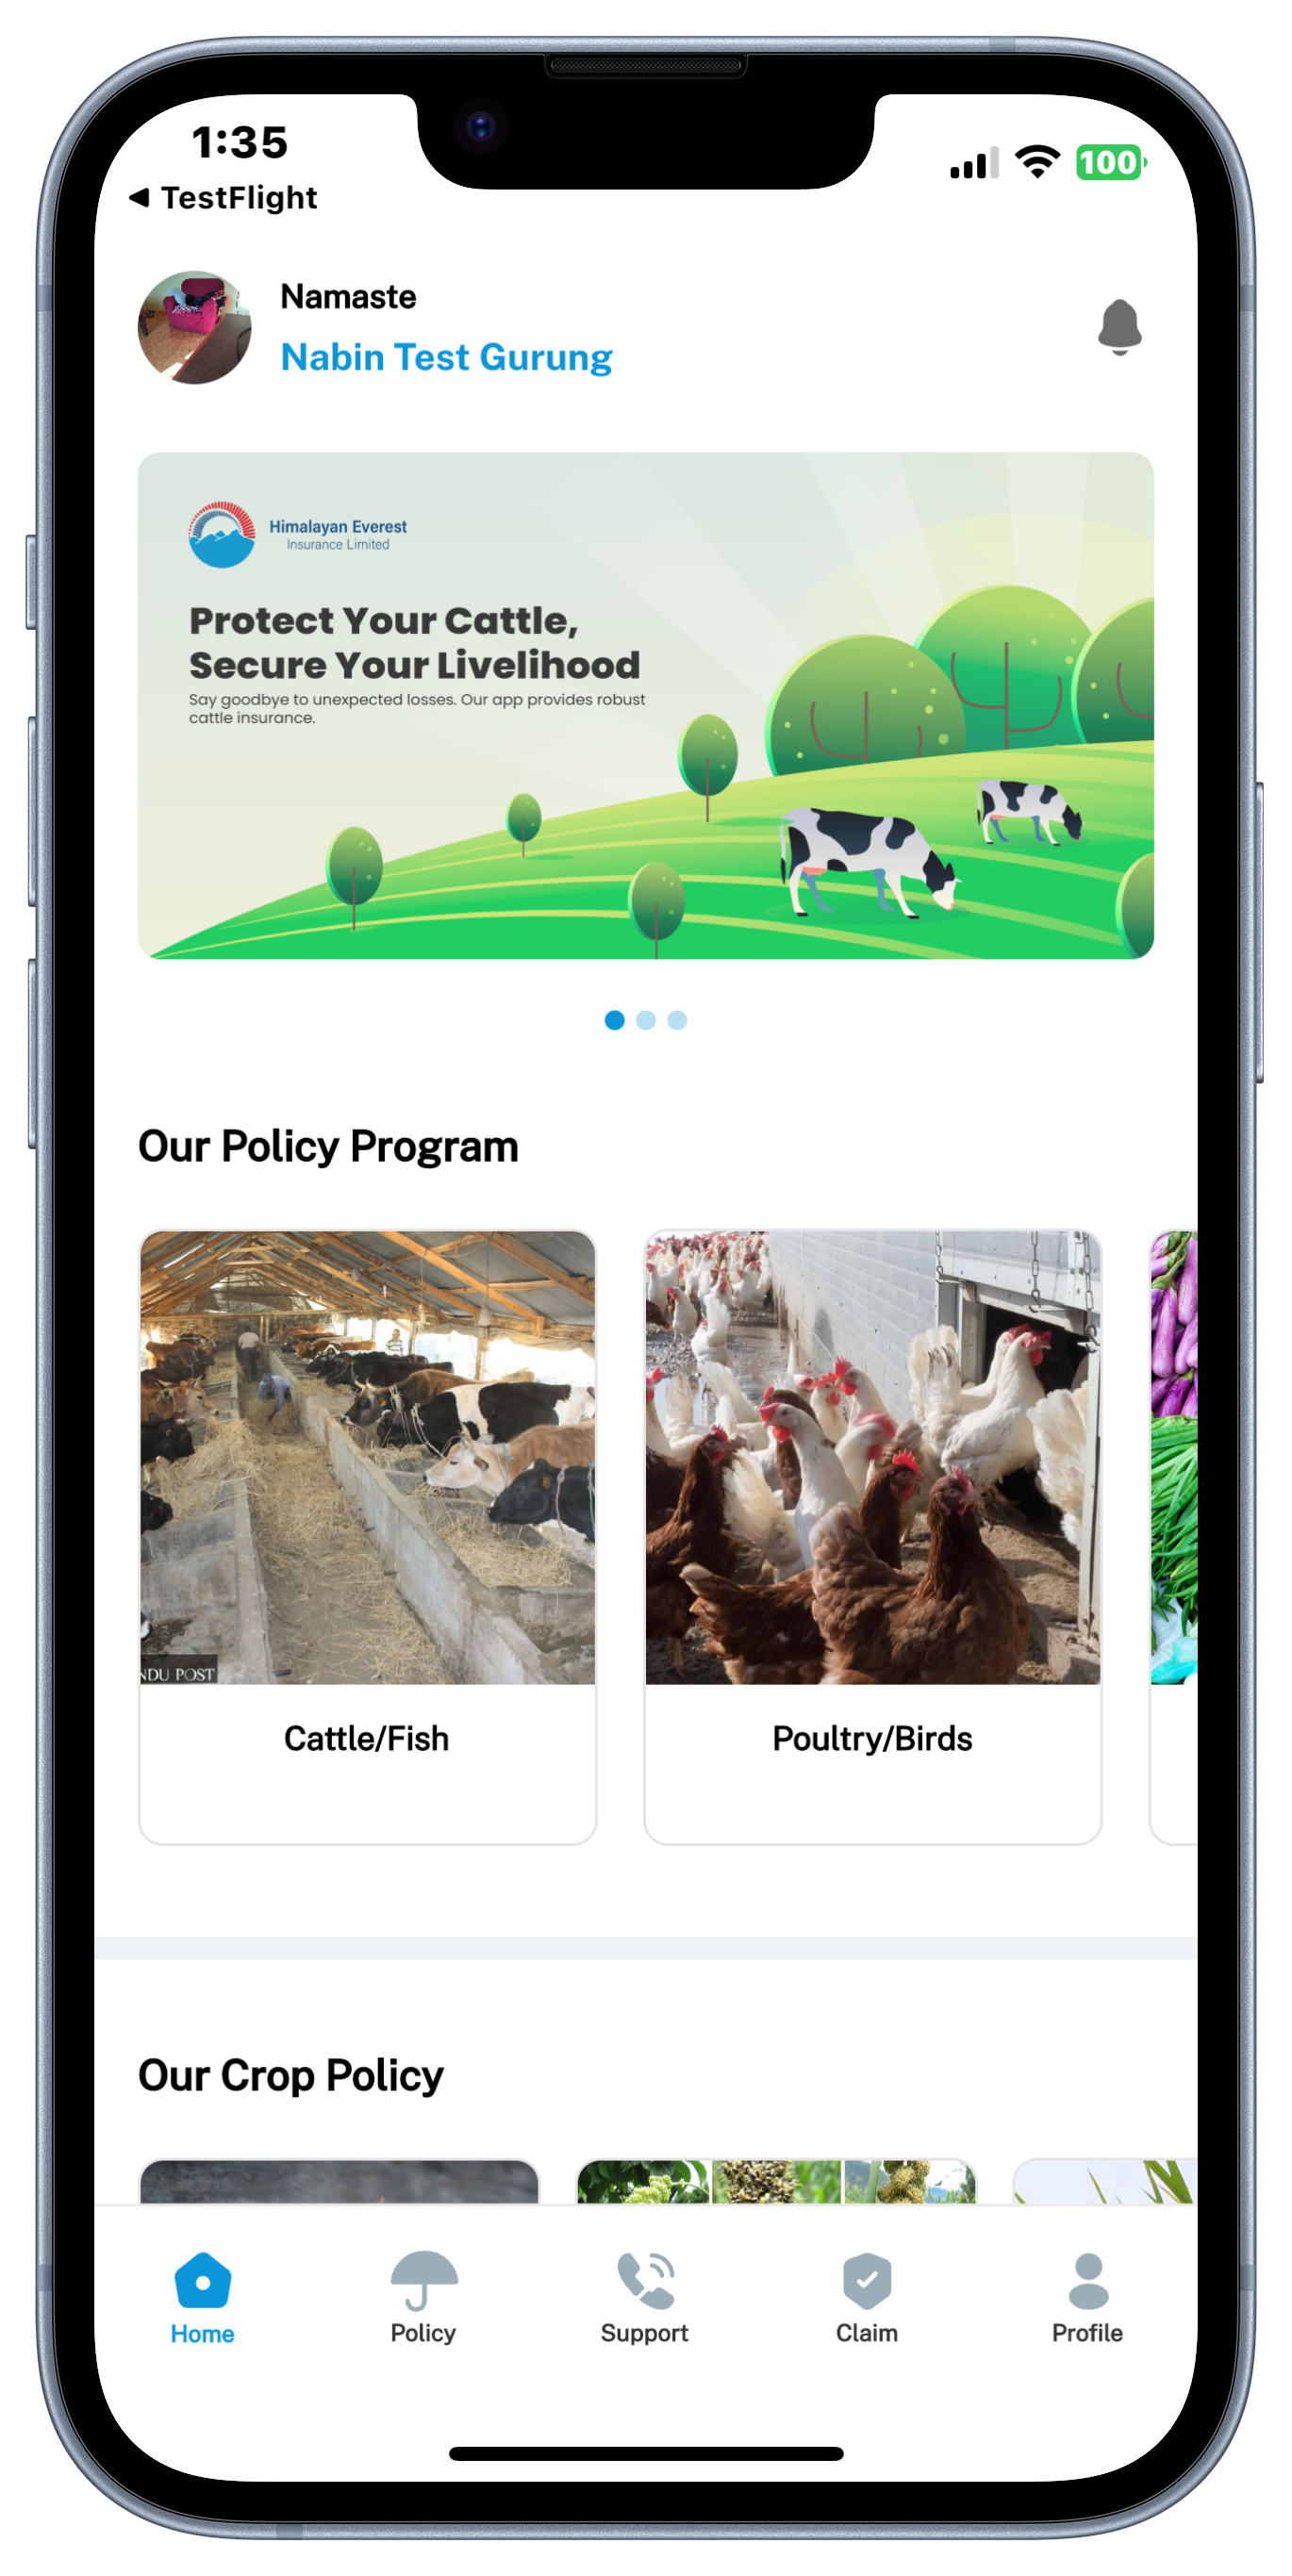 1:35
100
TestFlight
Namaste
Nabin Test Gurung
Himalayan Everest
Insurance Limited
Protect Your Cattle,
Secure Your Livelihood
Say goodbye to unexpected losses. Our app provides robust
cattle insurance.
Our Policy Program
NDU POST
Cattle/Fish
Poultry/Birds
Our Crop Policy
Home
Policy
Support
Claim
Profile